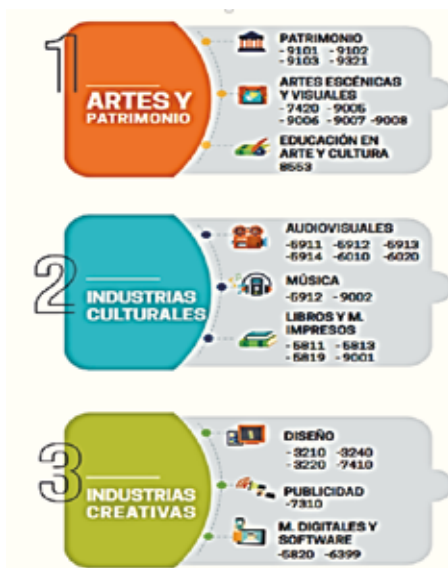 1
ARTES Y
PATRIMONIO
PATRIMONIO
-9101 -9102
-9103 -9321
ARTES ESCÉNICAS
Y VISUALES
-7420 -9005
-9006 -9007 -9008
EDUCACIÓN EN
ARTE Y CULTURA
8553
2
INDUSTRIAS
CULTURALES
AUDIOVISUALES
-5911 -5912 -5913
-5914 -6010 -6020
MÚSICA
-5912 -9002
LIBROS Y M.
IMPRESOS
-5811 -5813
-5819 -9001
3
INDUSTRIAS
CREATIVAS
DISEÑO
-3210 -3240
-3220 -7410
PUBLICIDAD
-7310
M. DIGITALES Y
SOFTWARE
-5820 -6399